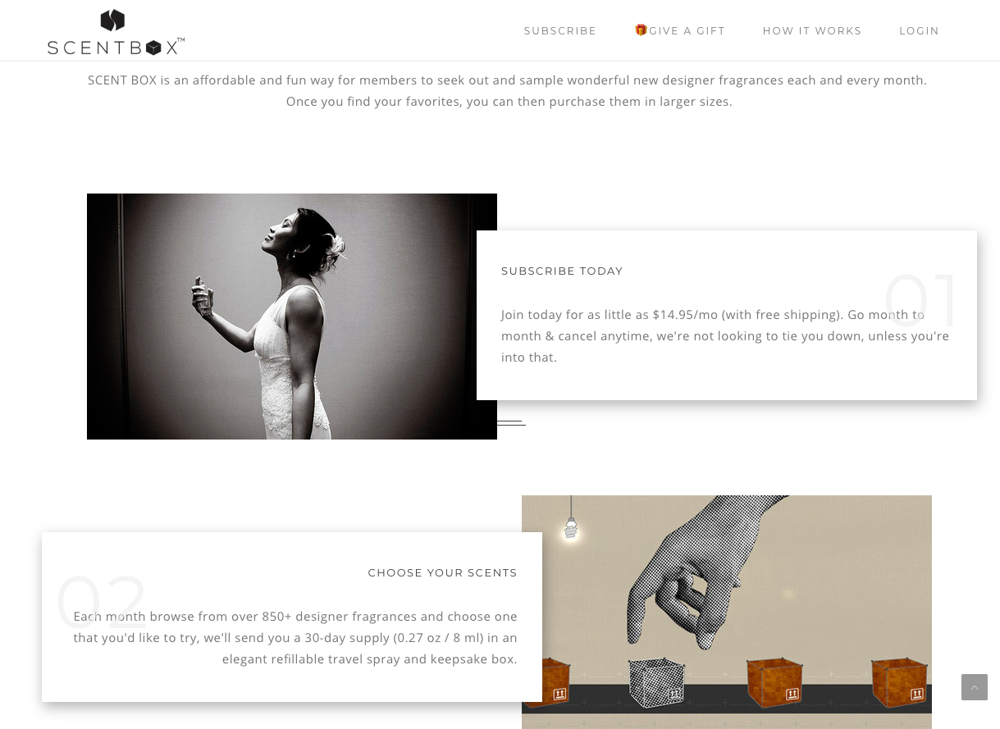 SCENTBOX™
SUBSCRIBE
GIVE A GIFT
HOW IT WORKS
LOGIN
SCENT BOX is an affordable and fun way for members to seek out and sample wonderful new designer fragrances each and every month.
Once you find your favorites, you can then purchase them in larger sizes.
SUBSCRIBE TODAY
01
Join today for as little as $14.95/mo (with free shipping). Go month to
month & cancel anytime, we're not looking to tie you down, unless you're
into that.
CHOOSE YOUR SCENTS
02
Each month browse from over 850+ designer fragrances and choose one
that you'd like to try, we'll send you a 30-day supply (0.27 oz / 8 ml) in an
elegant refillable travel spray and keepsake box.